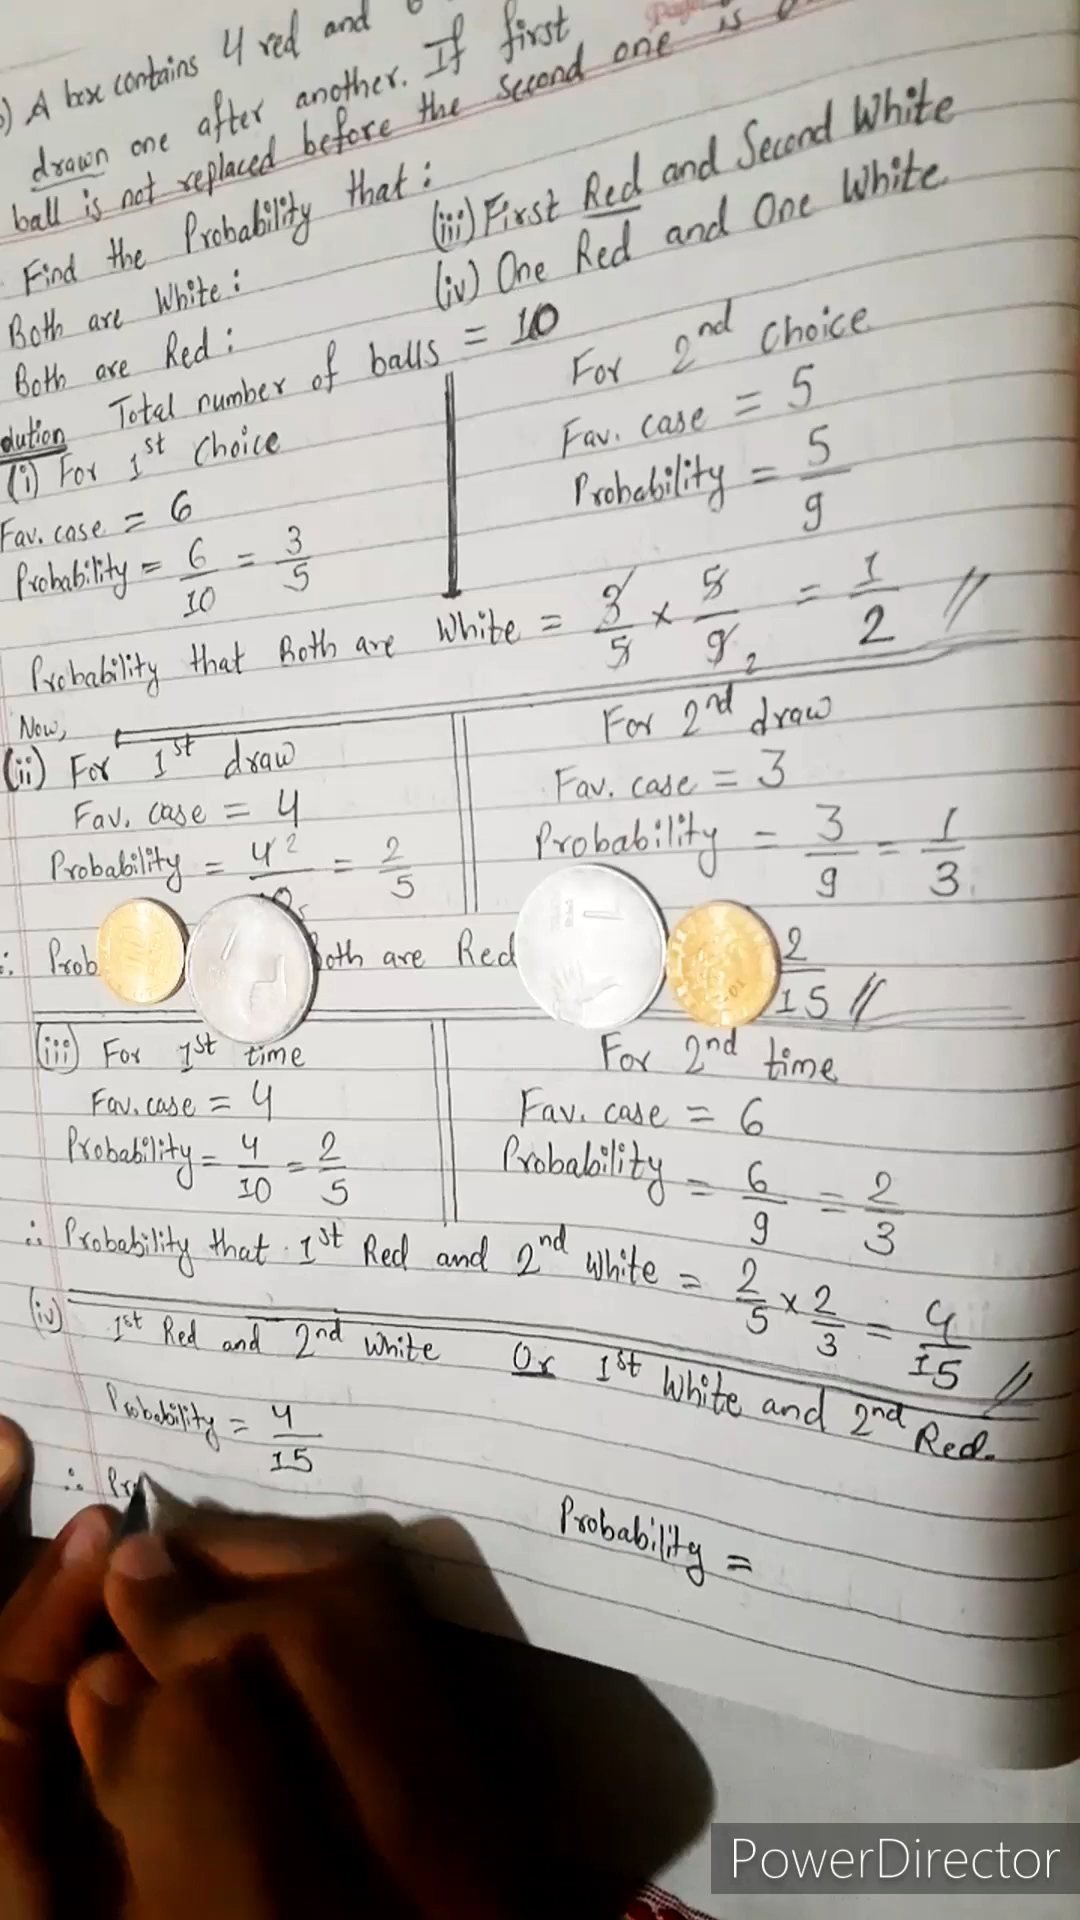 ) A box contains 4 red and
drawn one after another. If first
ball is not replaced before the second one is
Find the Probability that :
Both are White :
(iii) First Red and Second White
Both are Red :
(iv) One Red and One White
Total number of balls = 10
(i) For 1st Choice
Fav. case = 6
Probability = 6/10 = 3/5
For 2nd Choice
Fav. case = 5
Probability = 5/9
Probability that Both are White = 3/5 × 5/9 2 = 1/2 //
Now,
(ii) For 1st draw
Fav. case = 4
Probability = 4 2/ = 2/5
For 2nd draw
Fav. case = 3
Probability = 3/9 = 1/3
∴ Prob Both are Red 2/15 //
(iii) For 1st time
Fav. case = 4
Probability = 4/10 = 2/5
For 2nd time
Fav. case = 6
Probability = 6/9 = 2/3
∴ Probability that 1st Red and 2nd White = 2/5 × 2/3 = 4/15 //
(iv) 1st Red and 2nd White Or 1st White and 2nd Red.
Probability = 4/15
Probability =
∴ Pr
PowerDirector